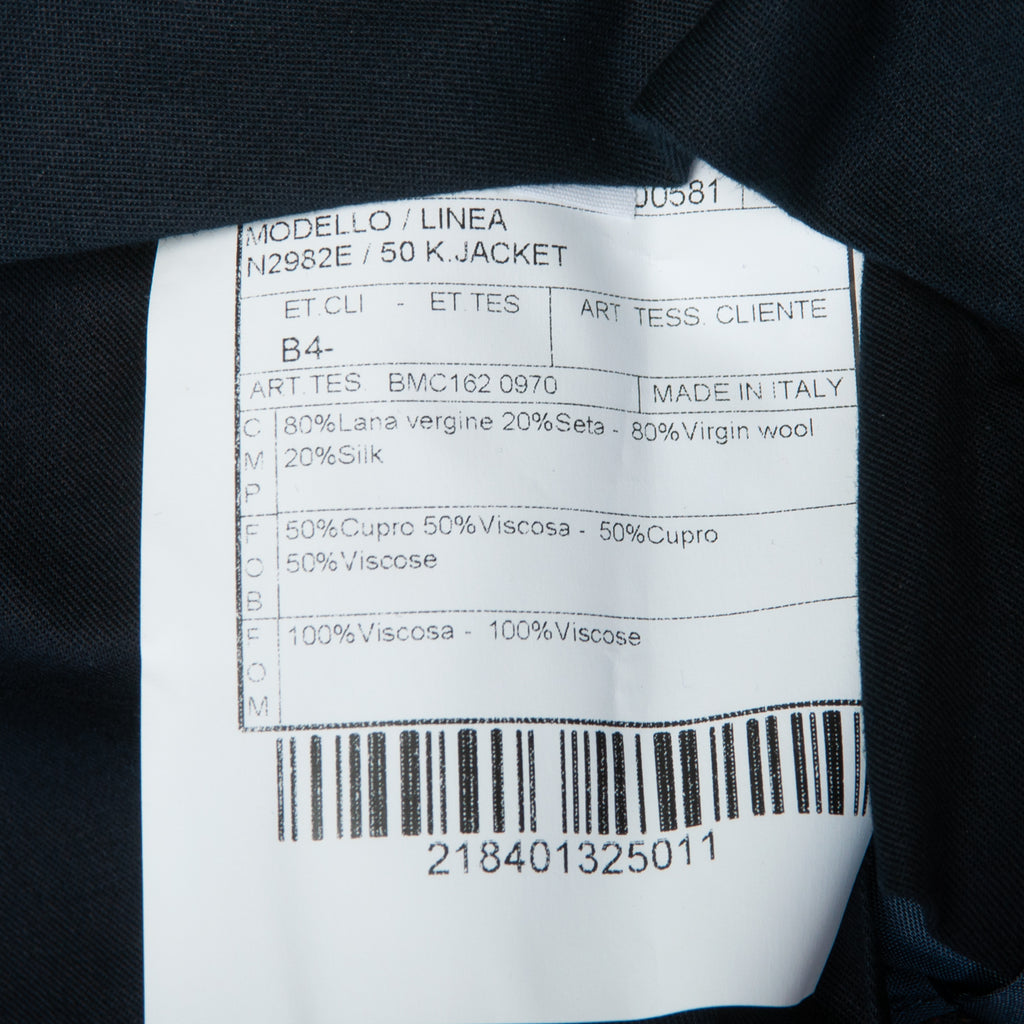 00581
MODELLO / LINEA
N2982E / 50 K.JACKET
ET.CLI - ET.TES ART TESS. CLIENTE
B4-
ART.TES. BMC162 0970 MADE IN ITALY
C M P
80%Lana vergine 20%Seta - 80%Virgin wool
20%Silk
F O B
50%Cupro 50%Viscosa - 50%Cupro
50%Viscose
F O M
100%Viscosa - 100%Viscose
218401325011